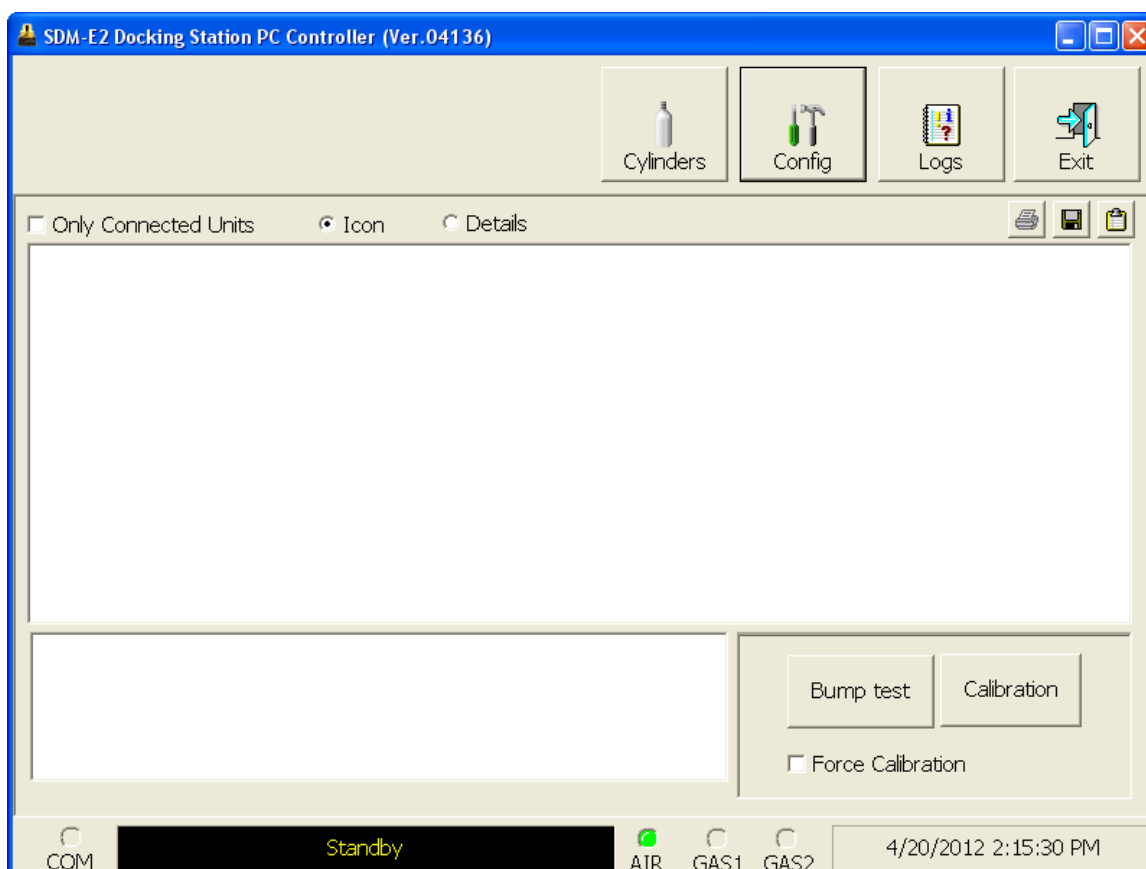 SDM-E2 Docking Station PC Controller (Ver.04136)
Cylinders
Config
Logs
Exit
Only Connected Units
Icon
Details
Bump test
Calibration
Force Calibration
COM
Standby
AIR
GAS1
GAS2
4/20/2012 2:15:30 PM